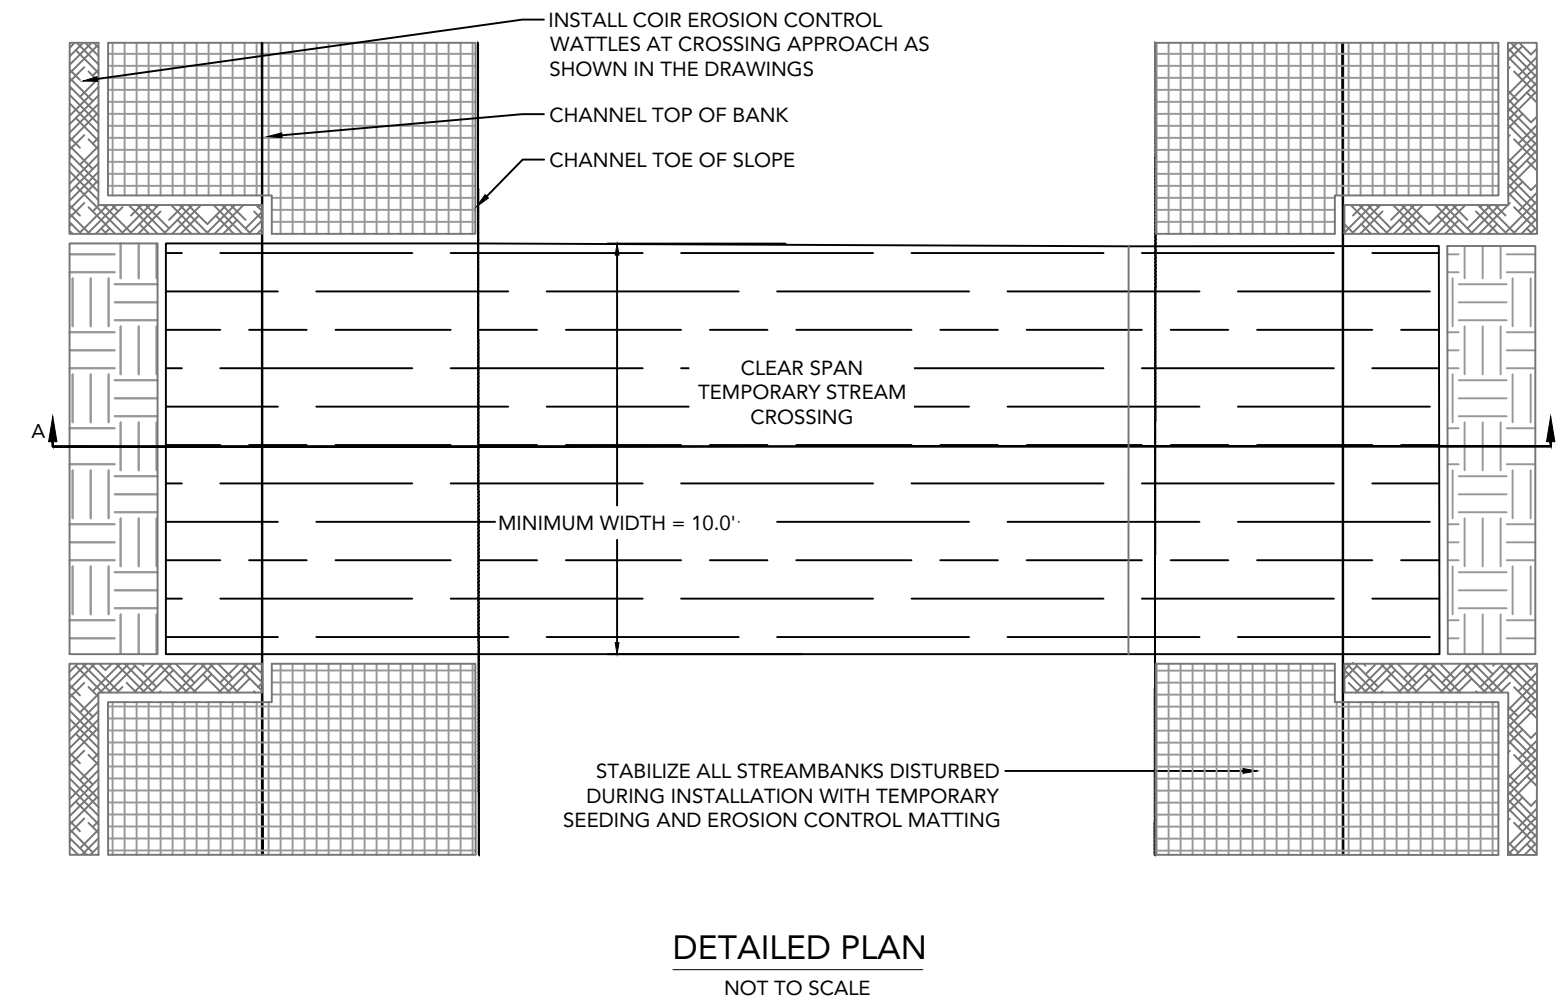 INSTALL COIR EROSION CONTROL
WATTLES AT CROSSING APPROACH AS
SHOWN IN THE DRAWINGS
CHANNEL TOP OF BANK
CHANNEL TOE OF SLOPE
CLEAR SPAN
TEMPORARY STREAM
CROSSING
A
MINIMUM WIDTH = 10.0'
STABILIZE ALL STREAMBANKS DISTURBED
DURING INSTALLATION WITH TEMPORARY
SEEDING AND EROSION CONTROL MATTING
DETAILED PLAN
NOT TO SCALE